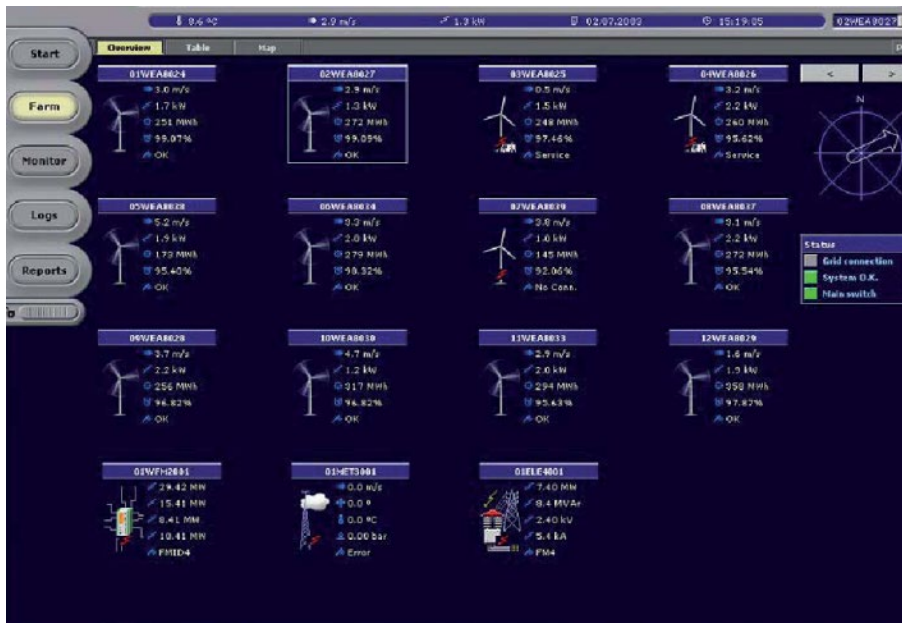 8.6 ºC 2.9 m/s 1.3 kW 02.07.2003 15:19:05 02WEA8027
Start
Farm
Monitor
Logs
Reports
Overview Table Map
01WEA8024 02WEA8027 03WEA8025 04WEA8026
3.0 m/s 2.9 m/s 0.5 m/s 3.2 m/s
1.7 kW 1.3 kW 1.5 kW 2.2 kW
251 MWh 272 MWh 248 MWh 260 MWh
99.07% 99.09% 97.46% 95.62%
OK OK Service Service
< >
N
05WEA8038 06WEA8034 07WEA8039 08WEA8037
5.2 m/s 3.3 m/s 3.8 m/s 3.1 m/s
1.9 kW 2.0 kW 1.0 kW 2.2 kW
173 MWh 279 MWh 145 MWh 272 MWh
95.40% 98.32% 92.06% 95.54%
OK OK No Conn. OK
Status
Grid connection
System O.K.
Main switch
09WEA8028 10WEA8030 11WEA8033 12WEA8029
3.7 m/s 4.7 m/s 2.9 m/s 1.6 m/s
2.2 kW 1.2 kW 2.0 kW 1.9 kW
256 MWh 317 MWh 294 MWh 358 MWh
96.82% 96.82% 95.63% 97.87%
OK OK OK OK
01WFM2001 01MET3001 01ELE4001
29.42 MW 0.0 m/s 7.40 MW
15.41 MW 0.0 º 8.4 MVAr
8.41 MW 0.0 ºC 2.40 kV
10.41 MW 0.00 bar 5.4 kA
FMID4 Error FM4